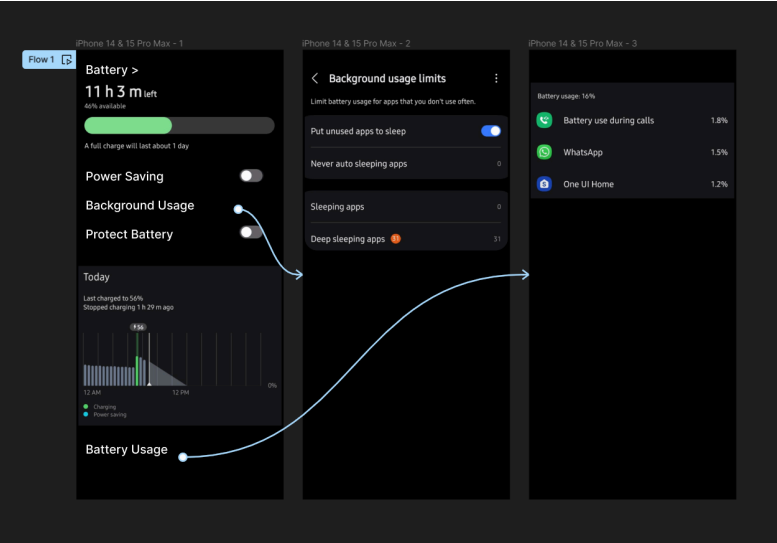 iPhone 14 & 15 Pro Max - 1
iPhone 14 & 15 Pro Max - 2
iPhone 14 & 15 Pro Max - 3
Flow 1
Battery >
11 h 3 m left
46% available
A full charge will last about 1 day
Power Saving
Background Usage
Protect Battery
Today
Last charged to 56%
Stopped charging 1 h 29 m ago
56
0%
12 AM
12 PM
Charging
Power saving
Battery Usage
Background usage limits
Limit battery usage for apps that you don't use often.
Put unused apps to sleep
Never auto sleeping apps 0
Sleeping apps 0
Deep sleeping apps 31 31
Battery usage: 16%
Battery use during calls 1.8%
WhatsApp 1.5%
One UI Home 1.2%